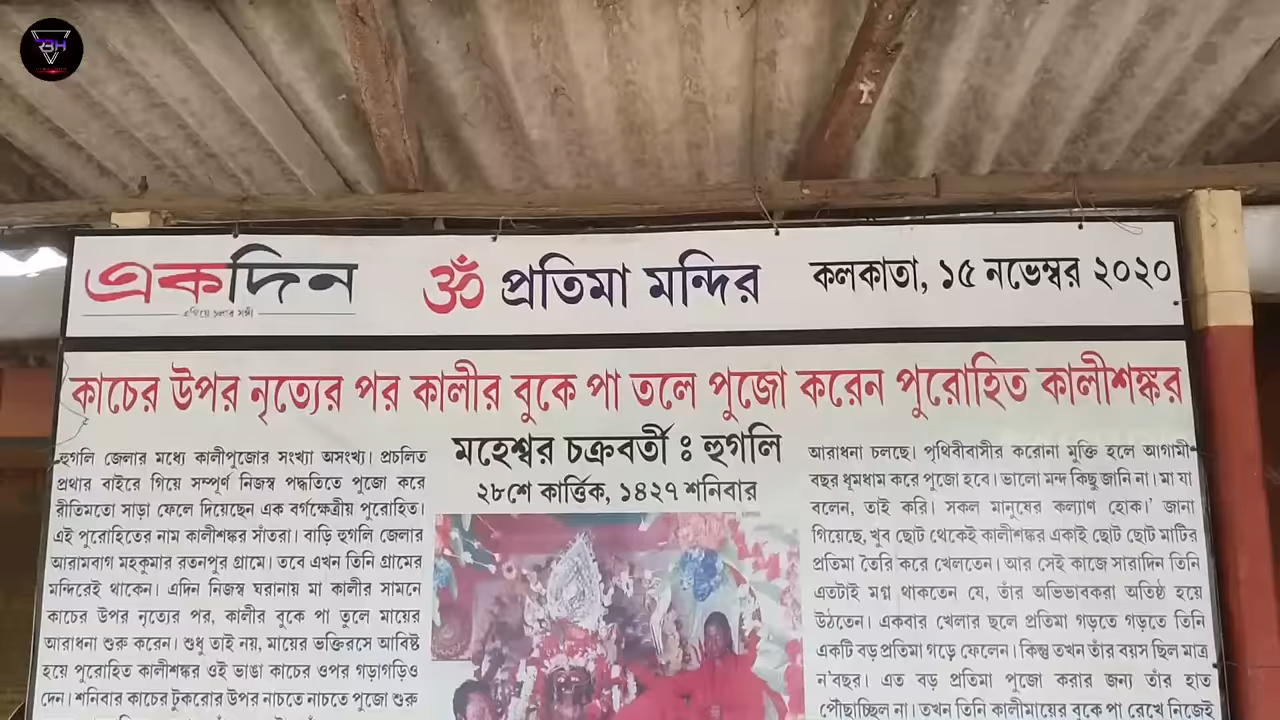 RBH
একদিন
এগিয়ে চলার সঙ্গী
ॐ প্রতিমা মন্দির
কলকাতা, ১৫ নভেম্বর ২০২০
কাচের উপর নৃত্যের পর কালীর বুকে পা তলে পুজো করেন পুরোহিত কালীশঙ্কর
মহেশ্বর চক্রবর্তী ঃ হুগলি
২৮শে কার্ত্তিক, ১৪২৭ শনিবার
হুগলি জেলার মধ্যে কালীপুজোর সংখ্যা অসংখ্য। প্রচলিত
প্রথার বাইরে গিয়ে সম্পূর্ণ নিজস্ব পদ্ধতিতে পুজো করে
রীতিমতো সাড়া ফেলে দিয়েছেন এক বর্গক্ষেত্রীয় পুরোহিত।
এই পুরোহিতের নাম কালীশঙ্কর সাঁতরা। বাড়ি হুগলি জেলার
আরামবাগ মহকুমার রতনপুর গ্রামে। তবে এখন তিনি গ্রামের
মন্দিরেই থাকেন। এদিন নিজস্ব ঘরানায় মা কালীর সামনে
কাচের উপর নৃত্যের পর, কালীর বুকে পা তুলে মায়ের
আরাধনা শুরু করেন। শুধু তাই নয়, মায়ের ভক্তিরসে আবিষ্ট
হয়ে পুরোহিত কালীশঙ্কর ওই ভাঙা কাচের ওপর গড়াগড়িও
দেন। শনিবার কাচের টুকরোর উপর নাচতে নাচতে পুজো শুরু
আরাধনা চলছে। পৃথিবীবাসীর করোনা মুক্তি হলে আগামী
বছর ধূমধাম করে পুজো হবে। ভালো মন্দ কিছু জানি না। মা যা
বলেন, তাই করি। সকল মানুষের কল্যাণ হোক।’ জানা
গিয়েছে, খুব ছোট থেকেই কালীশঙ্কর একাই ছোট ছোট মাটির
প্রতিমা তৈরি করে খেলতেন। আর সেই কাজে সারাদিন তিনি
এতটাই মগ্ন থাকতেন যে, তাঁর অভিভাবকরা অতিষ্ঠ হয়ে
উঠতেন। একবার খেলার ছলে প্রতিমা গড়তে গড়তে তিনি
একটি বড় প্রতিমা গড়ে ফেলেন। কিন্তু তখন তাঁর বয়স ছিল মাত্র
ন’বছর। এত বড় প্রতিমা পুজো করার জন্য তাঁর হাত
পৌঁছাচ্ছিল না। তখন তিনি কালীমায়ের বুকে পা রেখে নিজেই